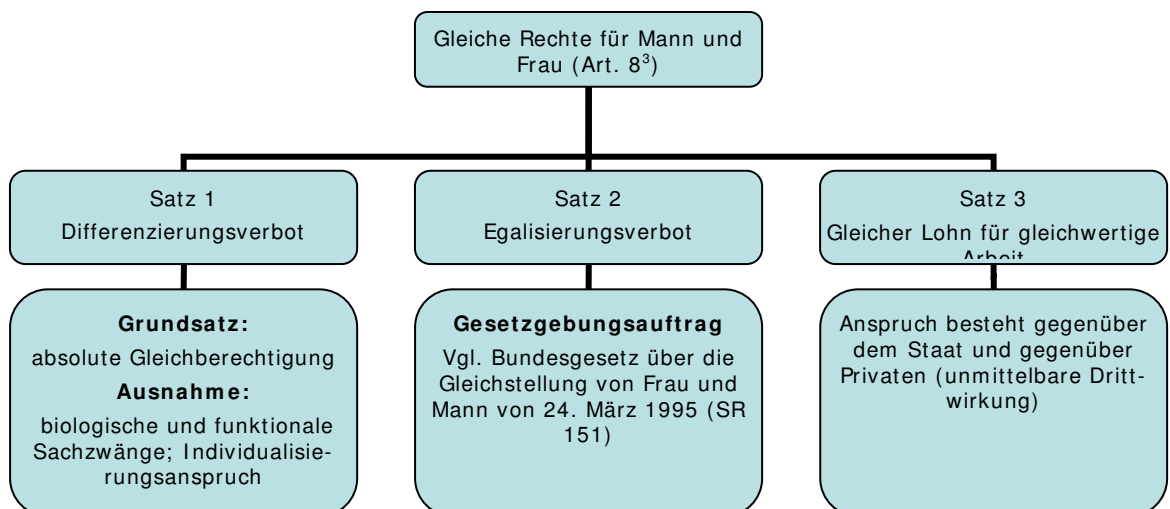 Gleiche Rechte für Mann und
Frau (Art. 8³)
Satz 1
Differenzierungsverbot
Satz 2
Egalisierungsverbot
Satz 3
Gleicher Lohn für gleichwertige
Arbeit
Grundsatz:
absolute Gleichberechtigung
Ausnahme:
biologische und funktionale
Sachzwänge; Individualisie-
rungsanspruch
Gesetzgebungsauftrag
Vgl. Bundesgesetz über die
Gleichstellung von Frau und
Mann von 24. März 1995 (SR
151)
Anspruch besteht gegenüber
dem Staat und gegenüber
Privaten (unmittelbare Dritt-
wirkung)